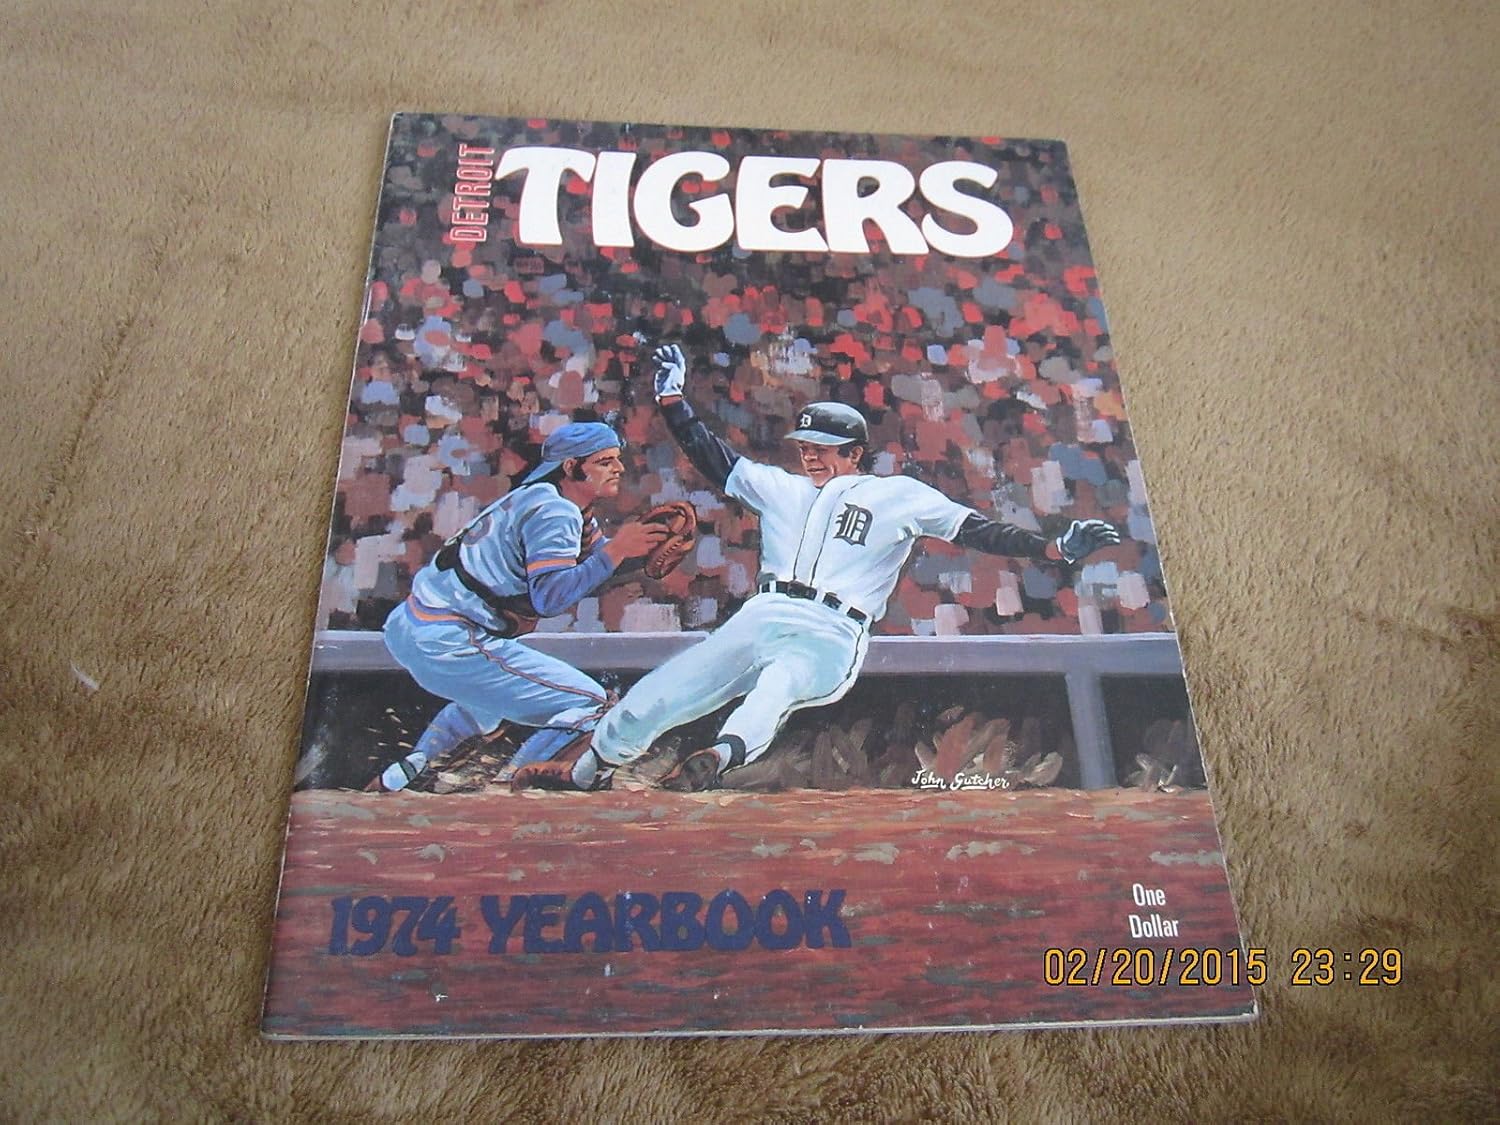 DETROIT
TIGERS
D
D
John Gutcher
1974 YEARBOOK
One
Dollar
02/20/2015 23:29